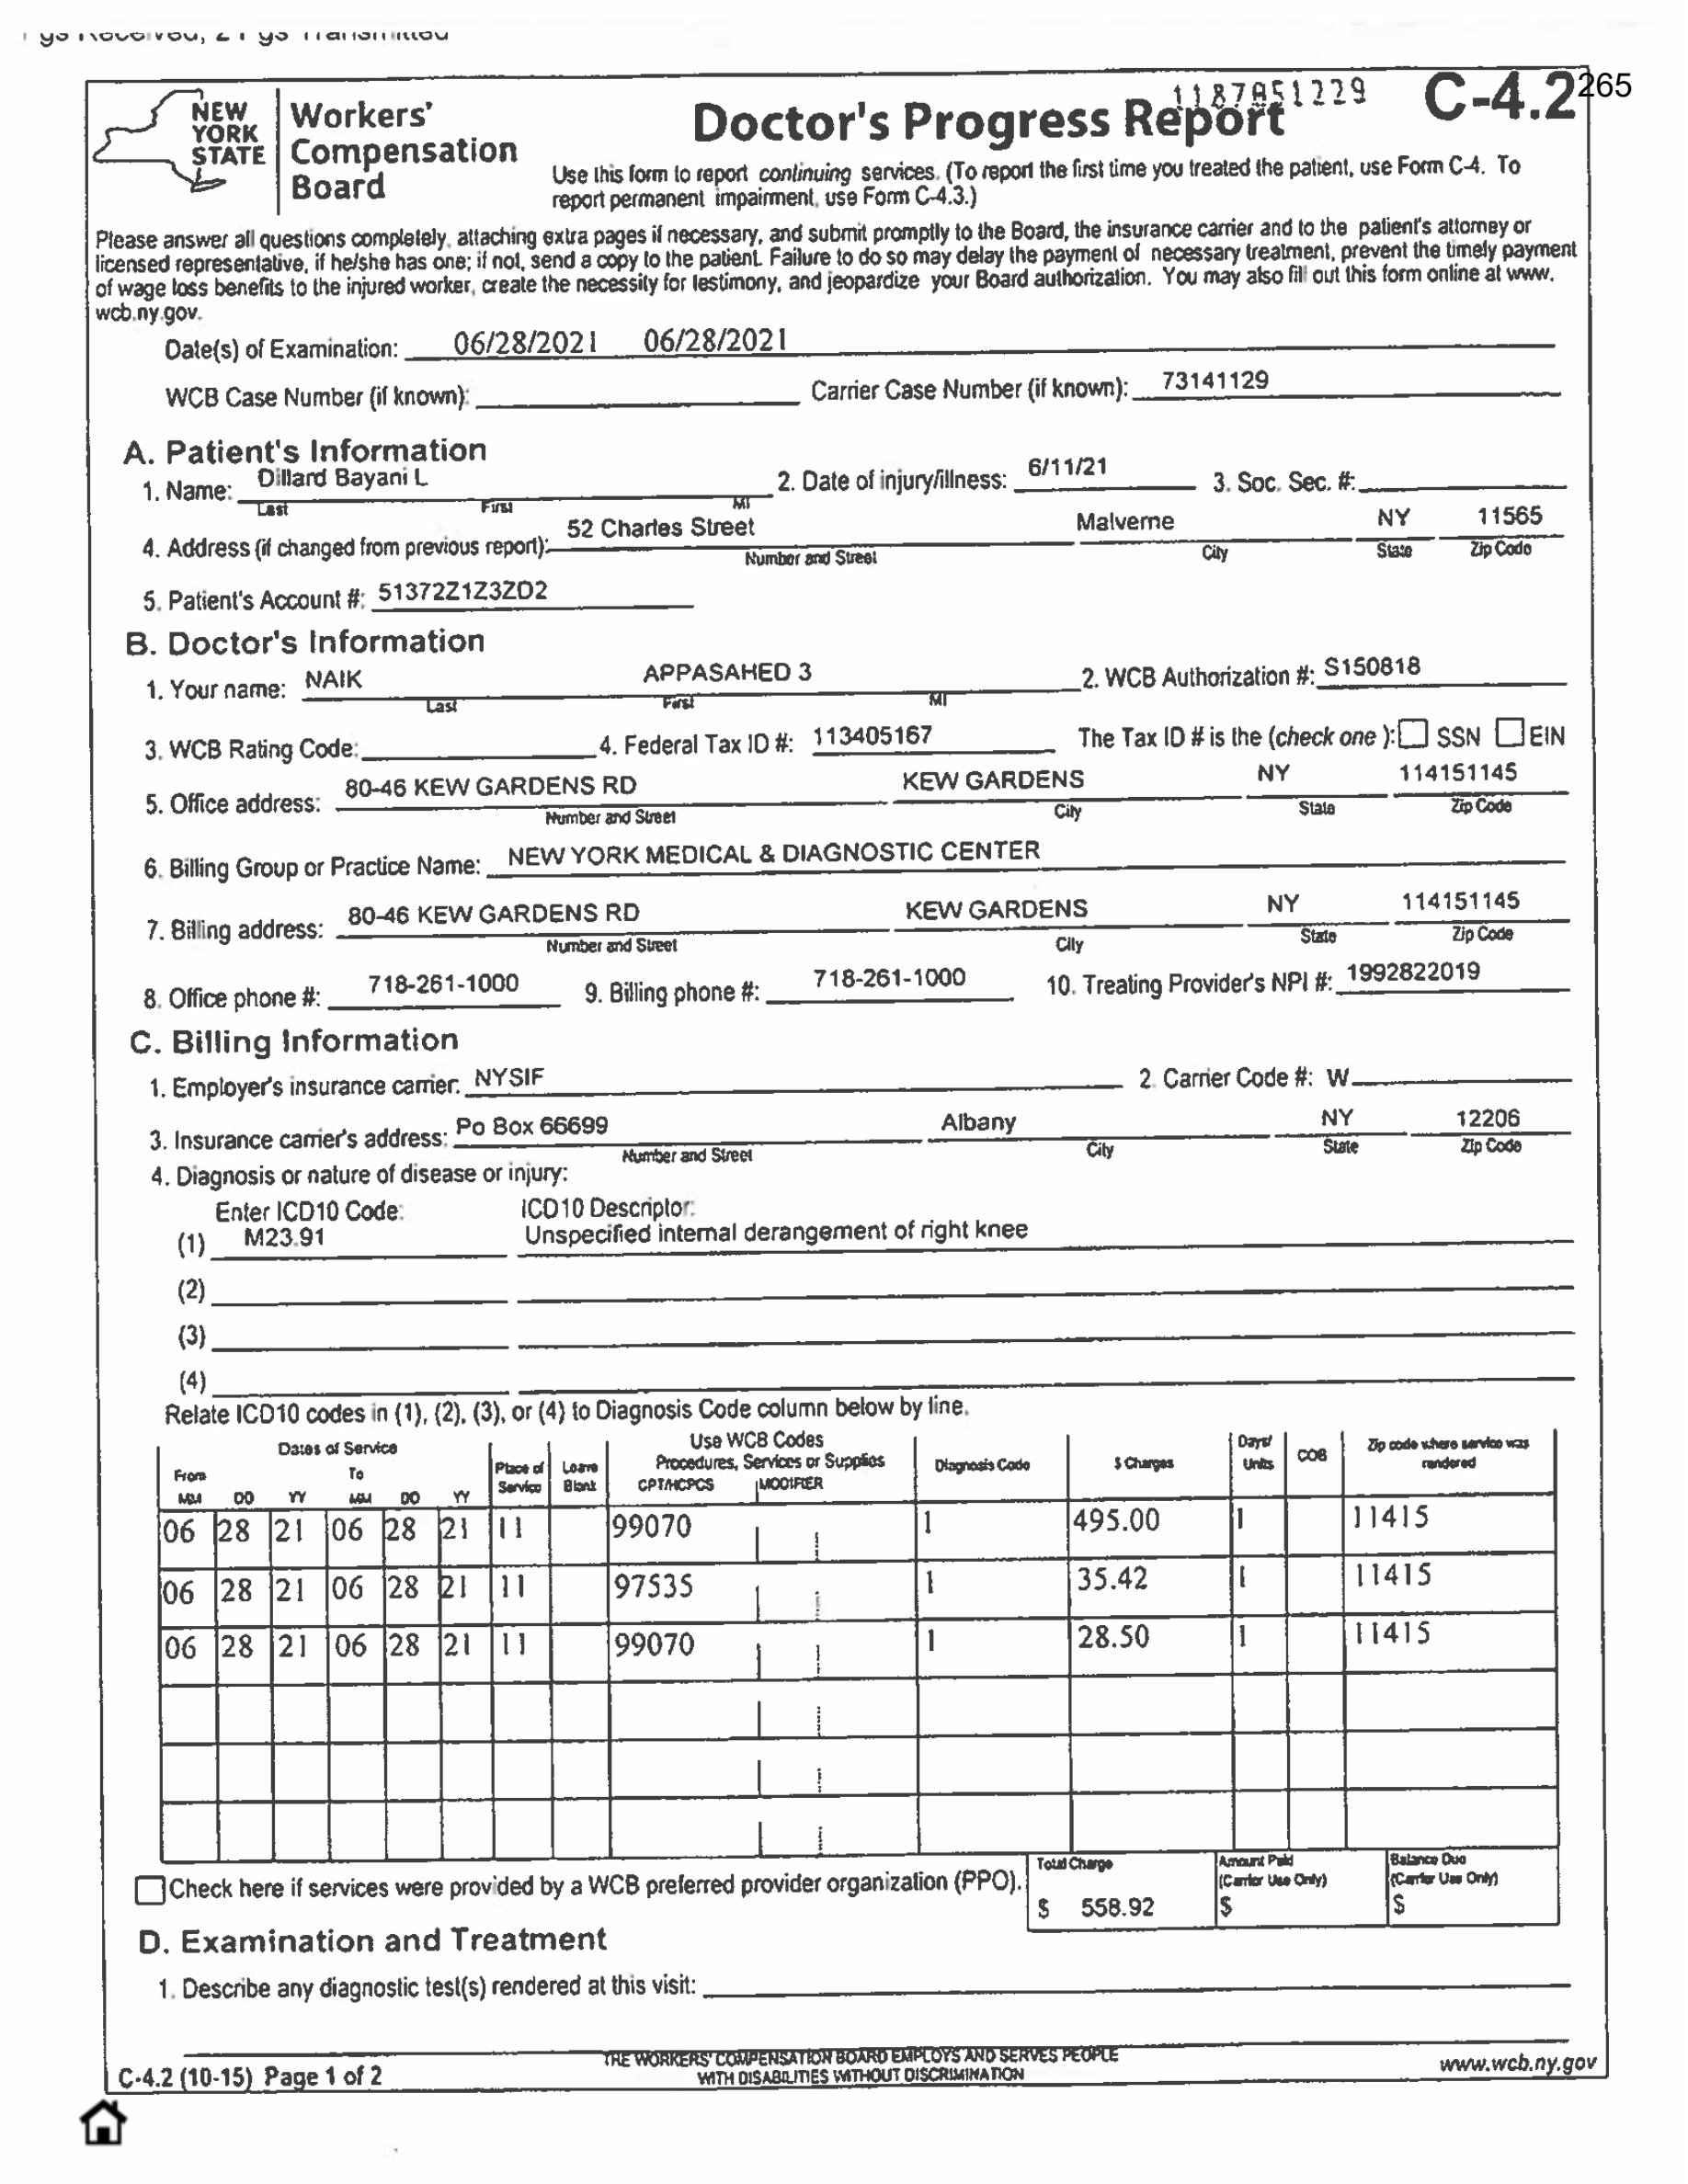 1187851229
C-4.2
265
NEW
YORK
STATE
Workers'
Compensation
Board
Doctor's Progress Report
Use this form to report continuing services. (To report the first time you treated the patient, use Form C-4. To
report permanent impairment, use Form C-4.3.)
Please answer all questions completely, attaching extra pages if necessary, and submit promptly to the Board, the insurance carrier and to the patient's attorney or
licensed representative, if he/she has one; if not, send a copy to the patient. Failure to do so may delay the payment of necessary treatment, prevent the timely payment
of wage loss benefits to the injured worker, create the necessity for testimony, and jeopardize your Board authorization. You may also fill out this form online at www.
wcb.ny.gov.
Date(s) of Examination: 06/28/2021 06/28/2021
WCB Case Number (if known): Carrier Case Number (if known): 73141129
A. Patient's Information
1. Name: Dillard Bayani L 2. Date of injury/illness: 6/11/21 3. Soc. Sec. #:
Last First MI
4. Address (if changed from previous report): 52 Charles Street Malverne NY 11565
Number and Street City State Zip Code
5. Patient's Account #: 51372Z1Z3ZD2
B. Doctor's Information
1. Your name: NAIK APPASAHED 3 2. WCB Authorization #: S150818
Last First MI
3. WCB Rating Code: 4. Federal Tax ID #: 113405167 The Tax ID # is the (check one ): SSN EIN
5. Office address: 80-46 KEW GARDENS RD KEW GARDENS NY 114151145
Number and Street City State Zip Code
6. Billing Group or Practice Name: NEW YORK MEDICAL & DIAGNOSTIC CENTER
7. Billing address: 80-46 KEW GARDENS RD KEW GARDENS NY 114151145
Number and Street City State Zip Code
8. Office phone #: 718-261-1000 9. Billing phone #: 718-261-1000 10. Treating Provider's NPI #: 1992822019
C. Billing Information
1. Employer's insurance carrier: NYSIF 2. Carrier Code #: W
3. Insurance carrier's address: Po Box 66699 Albany NY 12206
Number and Street City State Zip Code
4. Diagnosis or nature of disease or injury:
Enter ICD10 Code: ICD10 Descriptor:
(1) M23.91 Unspecified internal derangement of right knee
(2)
(3)
(4)
Relate ICD10 codes in (1), (2), (3), or (4) to Diagnosis Code column below by line.
Dates of Service Use WCB Codes Days/ Zip code where service was
From To Place of Leave Procedures, Services or Supplies Diagnosis Code $ Charges Units COB rendered
MM DD YY MM DD YY Service Blank CPT/HCPCS MODIFIER
06 28 21 06 28 21 11 99070 1 495.00 1 11415
06 28 21 06 28 21 11 97535 1 35.42 1 11415
06 28 21 06 28 21 11 99070 1 28.50 1 11415
Check here if services were provided by a WCB preferred provider organization (PPO).
Total Charge Amount Paid Balance Due
(Carrier Use Only) (Carrier Use Only)
$ 558.92 $ $
D. Examination and Treatment
1. Describe any diagnostic test(s) rendered at this visit:
THE WORKERS' COMPENSATION BOARD EMPLOYS AND SERVES PEOPLE
WITH DISABILITIES WITHOUT DISCRIMINATION
C-4.2 (10-15) Page 1 of 2 www.wcb.ny.gov